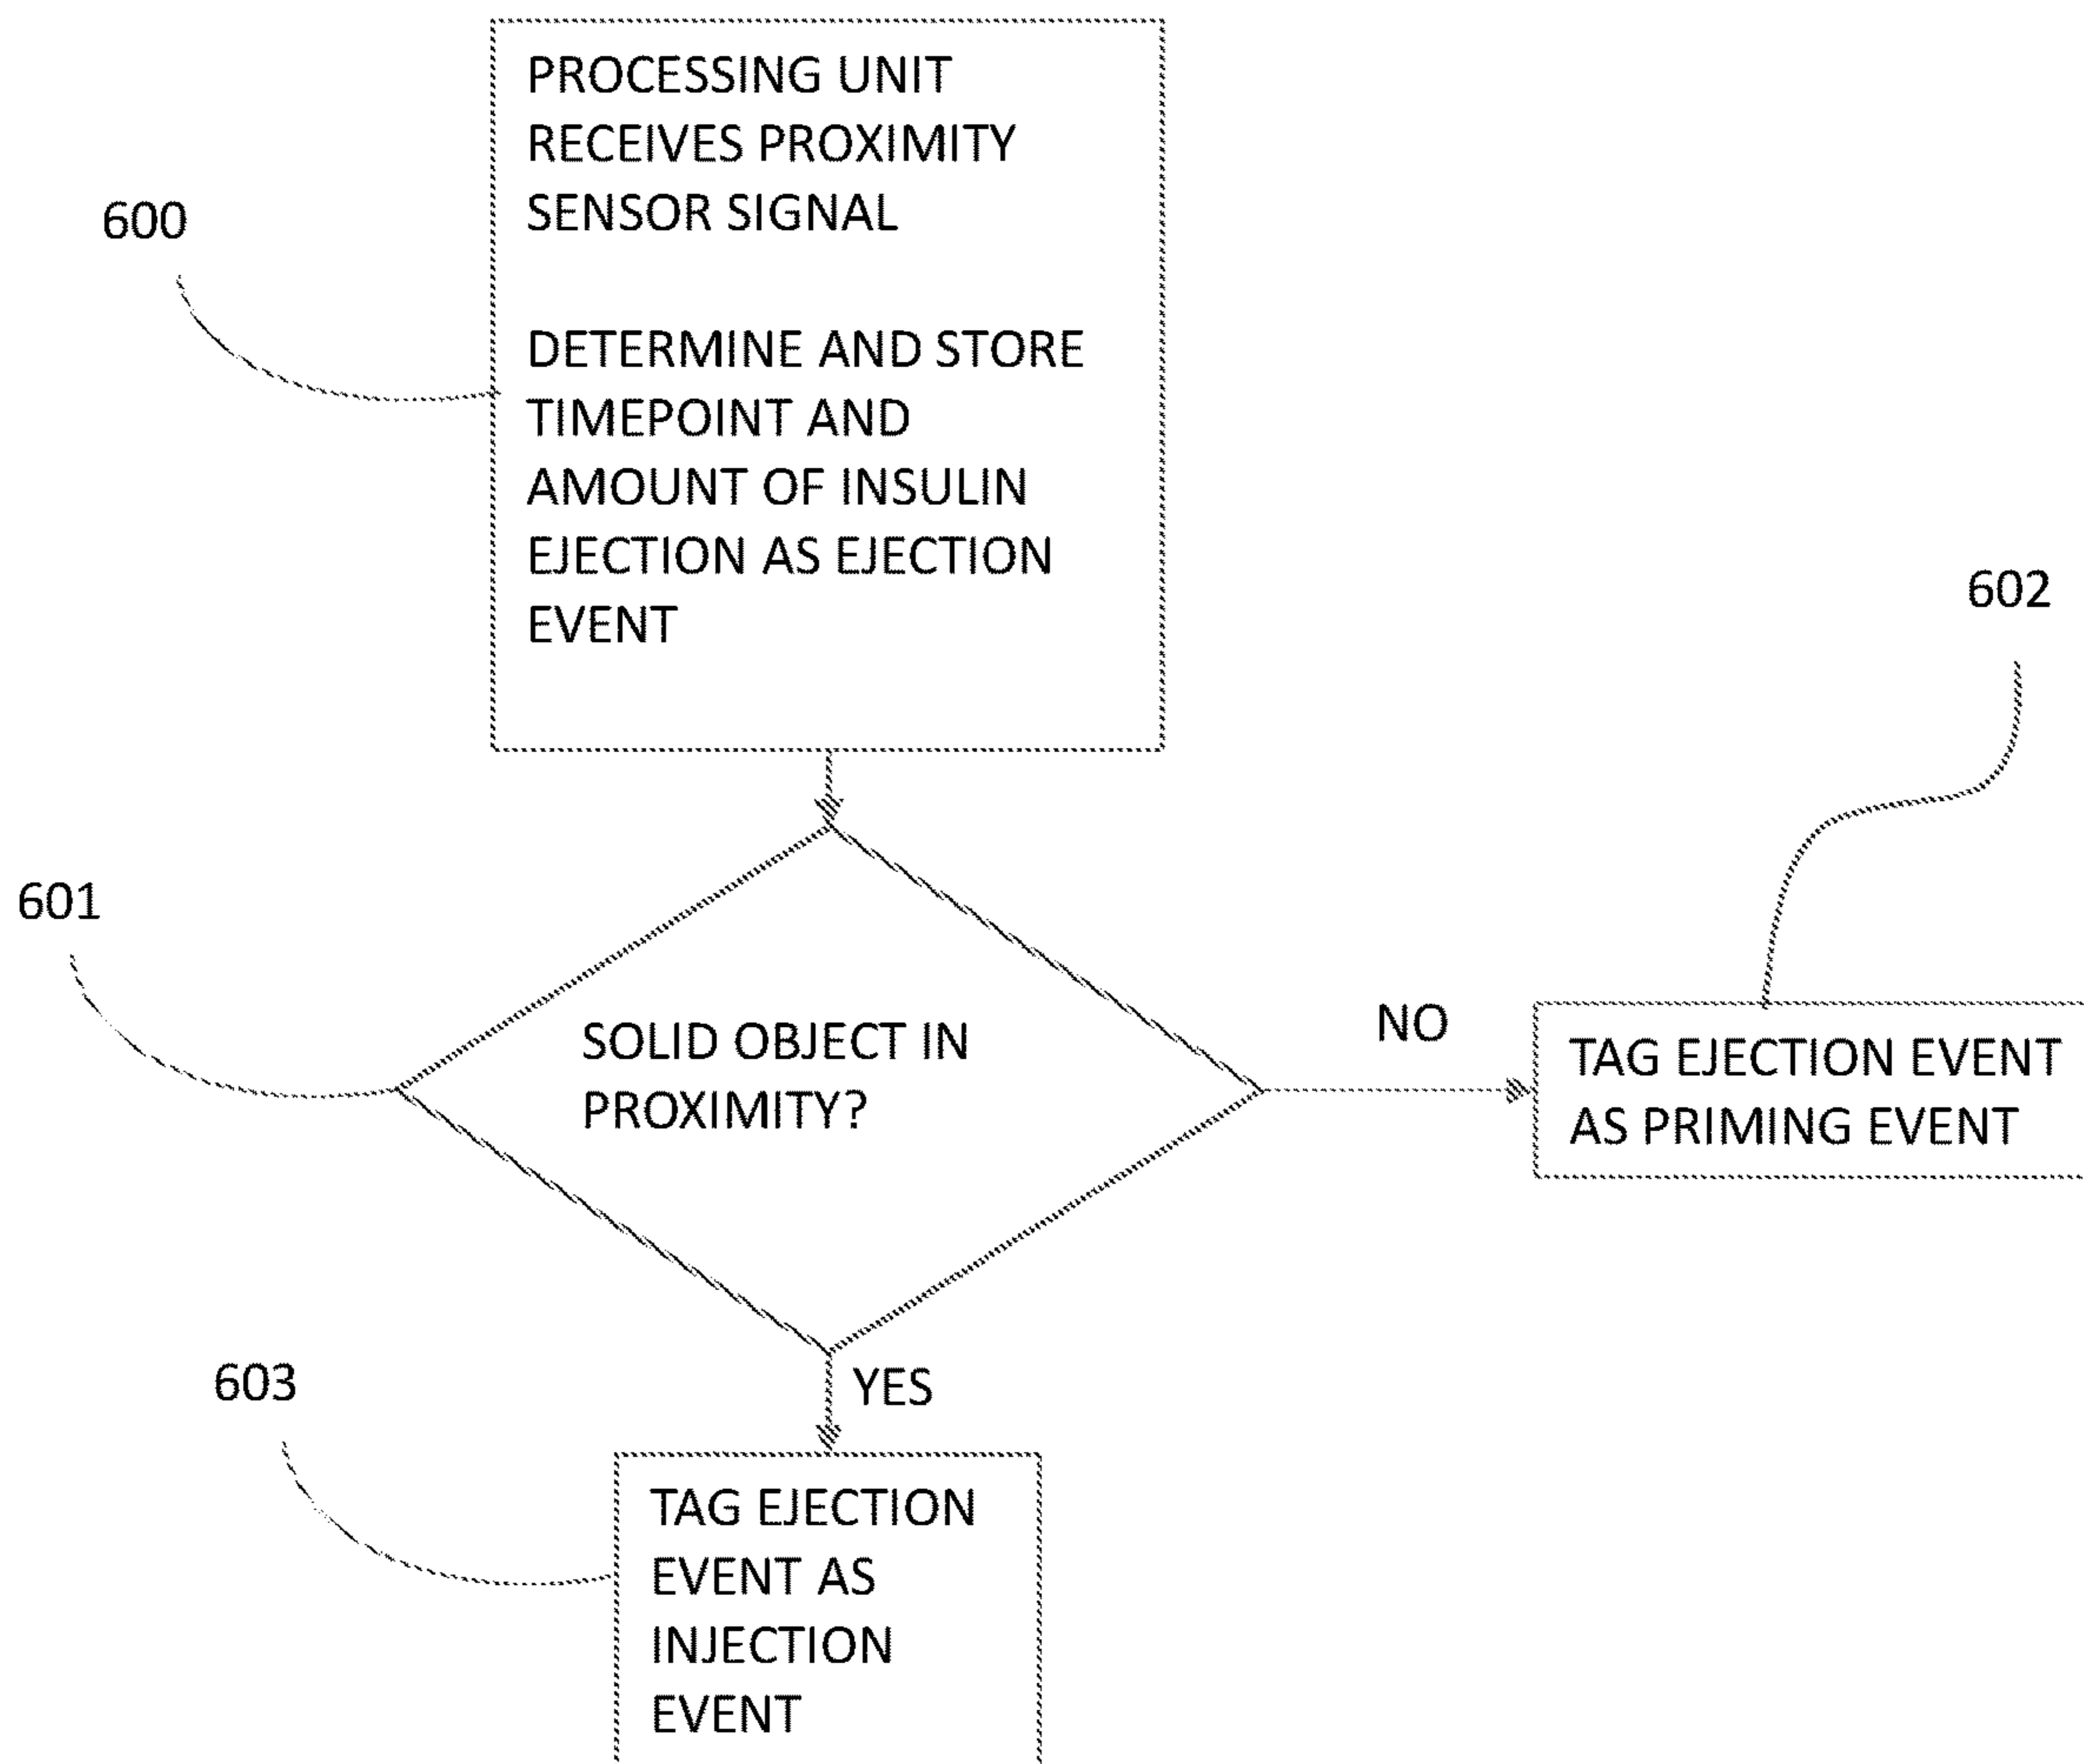 PROCESSING UNIT
RECEIVES PROXIMITY
SENSOR SIGNAL
600
DETERMINE AND STORE
TIMEPOINT AND
AMOUNT OF INSULIN
EJECTION AS EJECTION
EVENT
602
601
SOLID OBJECT IN
PROXIMITY?
NO
TAG EJECTION EVENT
AS PRIMING EVENT
YES
603
TAG EJECTION
EVENT AS
INJECTION
EVENT